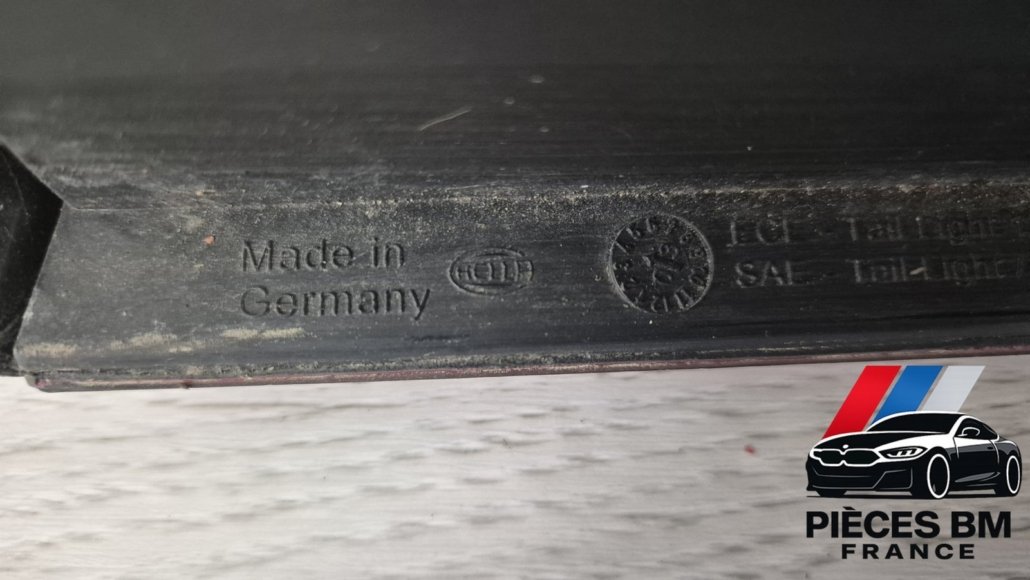 Made in
Germany
HELLA
ECE - Tail Light
SAE - Tail-Light
PIÈCES BM
FRANCE